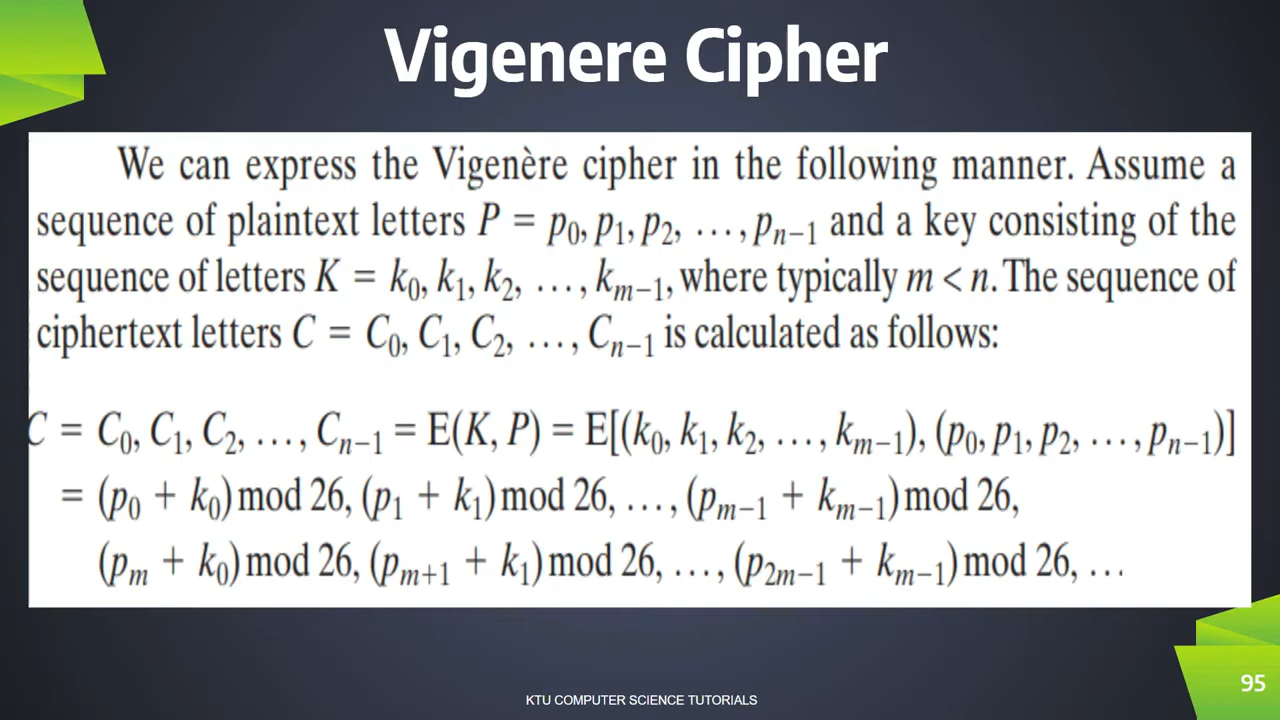 Vigenere Cipher
We can express the Vigenère cipher in the following manner. Assume a
sequence of plaintext letters P = p₀, p₁, p₂, …, pₙ₋₁ and a key consisting of the
sequence of letters K = k₀, k₁, k₂, …, kₘ₋₁, where typically m < n. The sequence of
ciphertext letters C = C₀, C₁, C₂, …, Cₙ₋₁ is calculated as follows:
C = C₀, C₁, C₂, …, Cₙ₋₁ = E(K, P) = E[(k₀, k₁, k₂, …, kₘ₋₁), (p₀, p₁, p₂, …, pₙ₋₁)]
= (p₀ + k₀) mod 26, (p₁ + k₁) mod 26, …, (pₘ₋₁ + kₘ₋₁) mod 26,
(pₘ + k₀) mod 26, (pₘ₊₁ + k₁) mod 26, …, (p₂ₘ₋₁ + kₘ₋₁) mod 26, …
95
KTU COMPUTER SCIENCE TUTORIALS